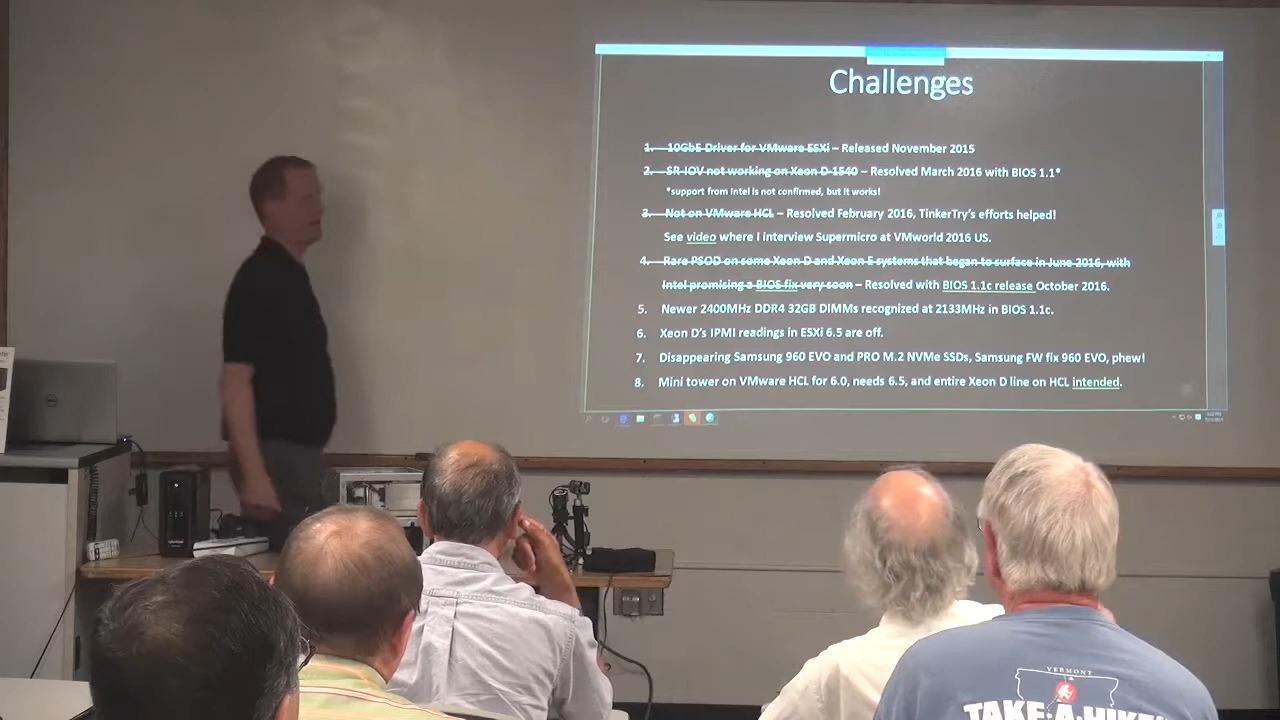 Challenges
1. 10GbE Driver for VMware ESXi – Released November 2015
2. SR-IOV not working on Xeon D-1540 – Resolved March 2016 with BIOS 1.1*
*support from Intel is not confirmed, but it works!
3. Not on VMware HCL – Resolved February 2016, TinkerTry's efforts helped!
See video where I interview Supermicro at VMworld 2016 US.
4. Rare PSOD on some Xeon D and Xeon E systems that began to surface in June 2016, with
Intel promising a BIOS fix very soon – Resolved with BIOS 1.1c release October 2016.
5. Newer 2400MHz DDR4 32GB DIMMs recognized at 2133MHz in BIOS 1.1c.
6. Xeon D's IPMI readings in ESXi 6.5 are off.
7. Disappearing Samsung 960 EVO and PRO M.2 NVMe SSDs, Samsung FW fix 960 EVO, phew!
8. Mini tower on VMware HCL for 6.0, needs 6.5, and entire Xeon D line on HCL intended.
VERMONT
TAKE·A·HIKE